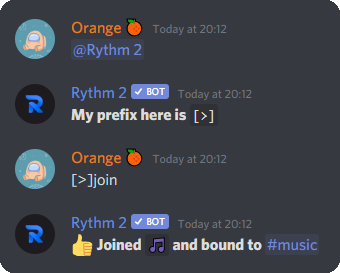 Orange 🍊 Today at 20:12
@Rythm 2
Rythm 2 ✔ BOT Today at 20:12
My prefix here is [>]
Orange 🍊 Today at 20:12
[>]join
Rythm 2 ✔ BOT Today at 20:12
👍 Joined 🎵 and bound to #music